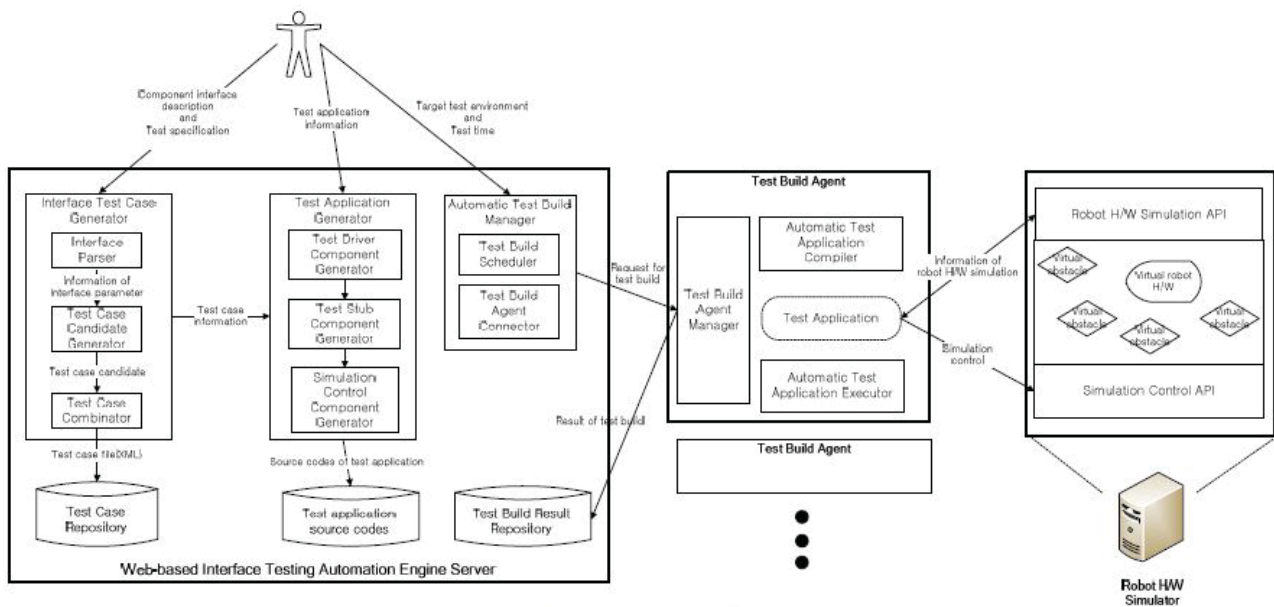 Component interface
description
and
Test specification
Test application
information
Target test environment
and
Test time
Interface Test Case
Generator
Interface
Parser
Information of
Interface parameter
Test Case
Candidate
Generator
Test case candidate
Test Case
Combinator
Test case file(XML)
Test Case
Repository
Test case
information
Test Application
Generator
Test Driver
Component
Generator
Test Stub
Component
Generator
Simulation
Control
Component
Generator
Source codes of test application
Test application
source codes
Automatic Test Build
Manager
Test Build
Scheduler
Test Build
Agent
Connector
Test Build Result
Repository
Web-based Interface Testing Automation Engine Server
Request for
test build
Result of test build
Test Build Agent
Test Build
Agent
Manager
Automatic Test
Application
Compiler
Test Application
Automatic Test
Application Executor
Test Build Agent
Information of
robot H/W simulation
Simulation
control
Robot H/W Simulation API
Virtual
obstacle
Virtual robot
H/W
Virtual
obstacle
Virtual
obstacle
Virtual
obstacle
Simulation Control API
Robot H/W
Simulator